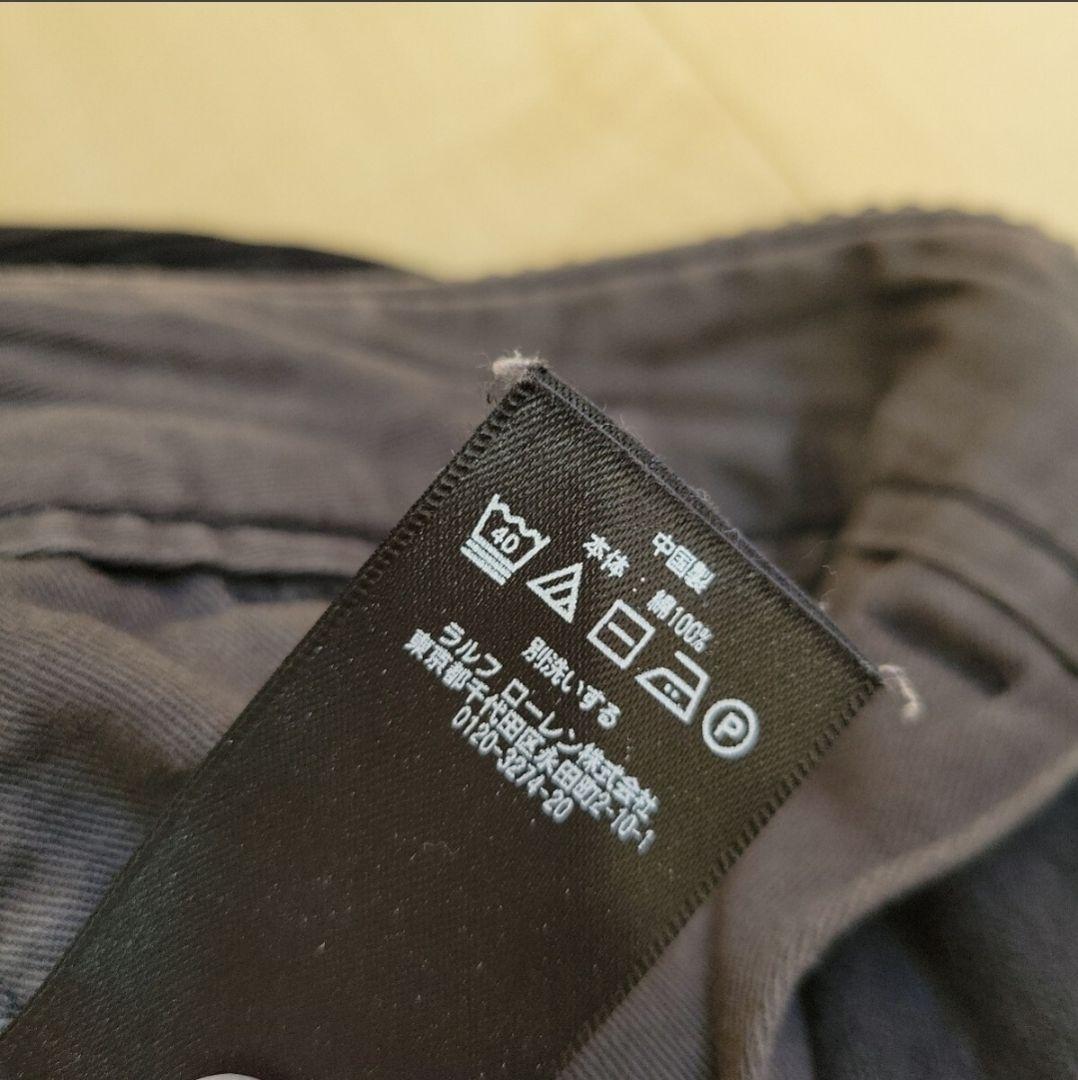 中国製
本体 綿100%
40
P
別洗いする
ラルフ ローレン株式会社
東京都千代田区永田町2-10-1
0120-3274-20